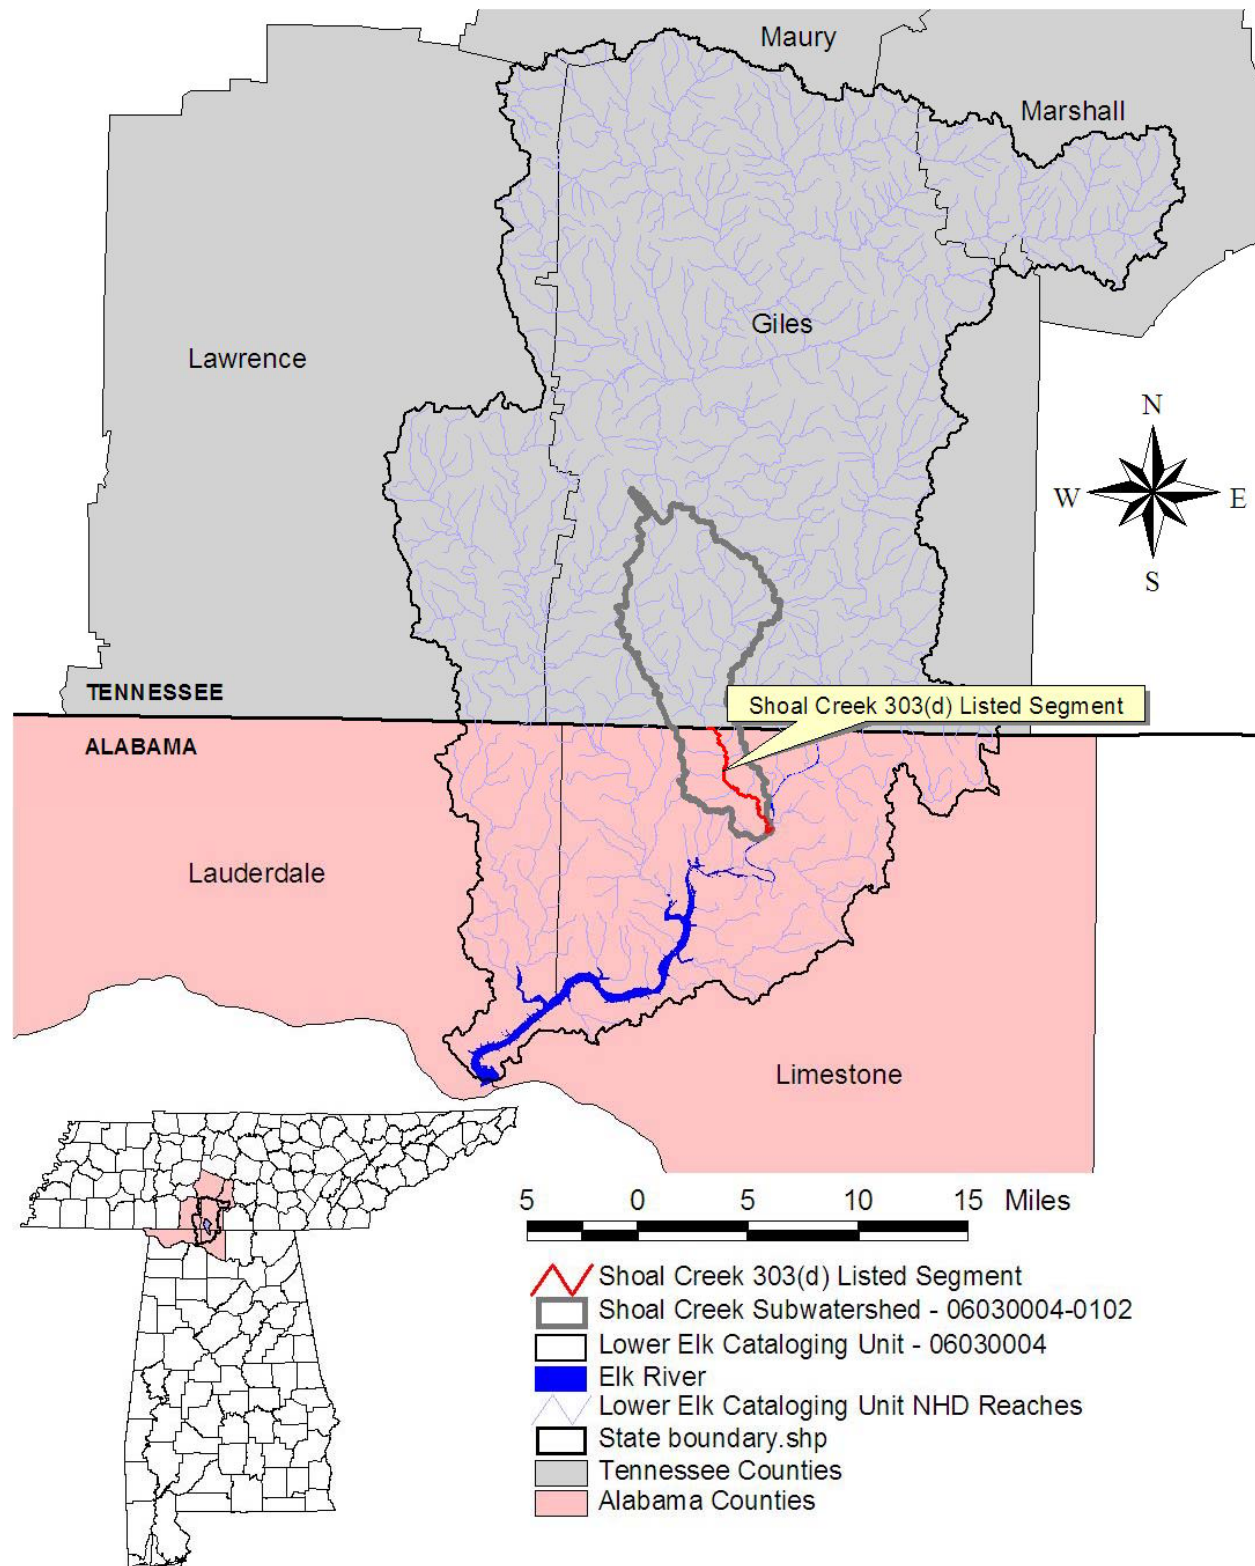 Maury
Marshall
Giles
Lawrence
N
W E
S
TENNESSEE
Shoal Creek 303(d) Listed Segment
ALABAMA
Lauderdale
Limestone
5 0 5 10 15 Miles
Shoal Creek 303(d) Listed Segment
Shoal Creek Subwatershed - 06030004-0102
Lower Elk Cataloging Unit - 06030004
Elk River
Lower Elk Cataloging Unit NHD Reaches
State boundary.shp
Tennessee Counties
Alabama Counties